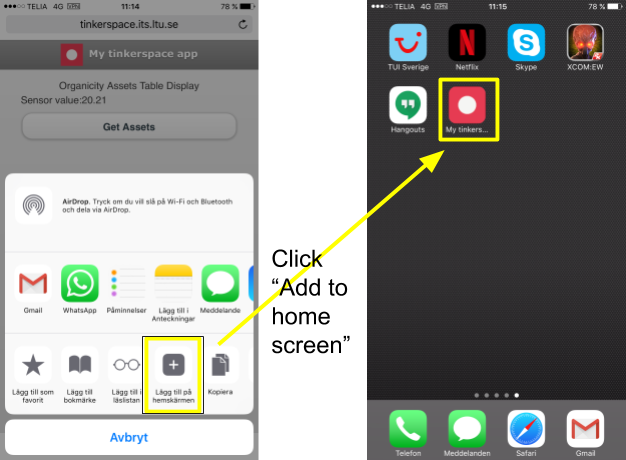 TELIA 4G VPN 11:14 78 %
tinkerspace.its.ltu.se
My tinkerspace app
Organicity Assets Table Display
Sensor value:20.21
Get Assets
AirDrop. Tryck om du vill slå på Wi-Fi och Bluetooth
och dela via AirDrop.
Gmail
WhatsApp
Påminnelser
Lägg till i
Anteckningar
Meddelande
Lägg till som
favorit
Lägg till
bokmärke
Lägg till i
läslistan
Lägg till på
hemskärmen
Kopiera
Avbryt
Click
“Add to
home
screen”
TELIA 4G VPN 11:15 78 %
TUI Sverige
Netflix
Skype
XCOM:EW
Hangouts
My tinkers...
Telefon
Meddelanden
Safari
Gmail